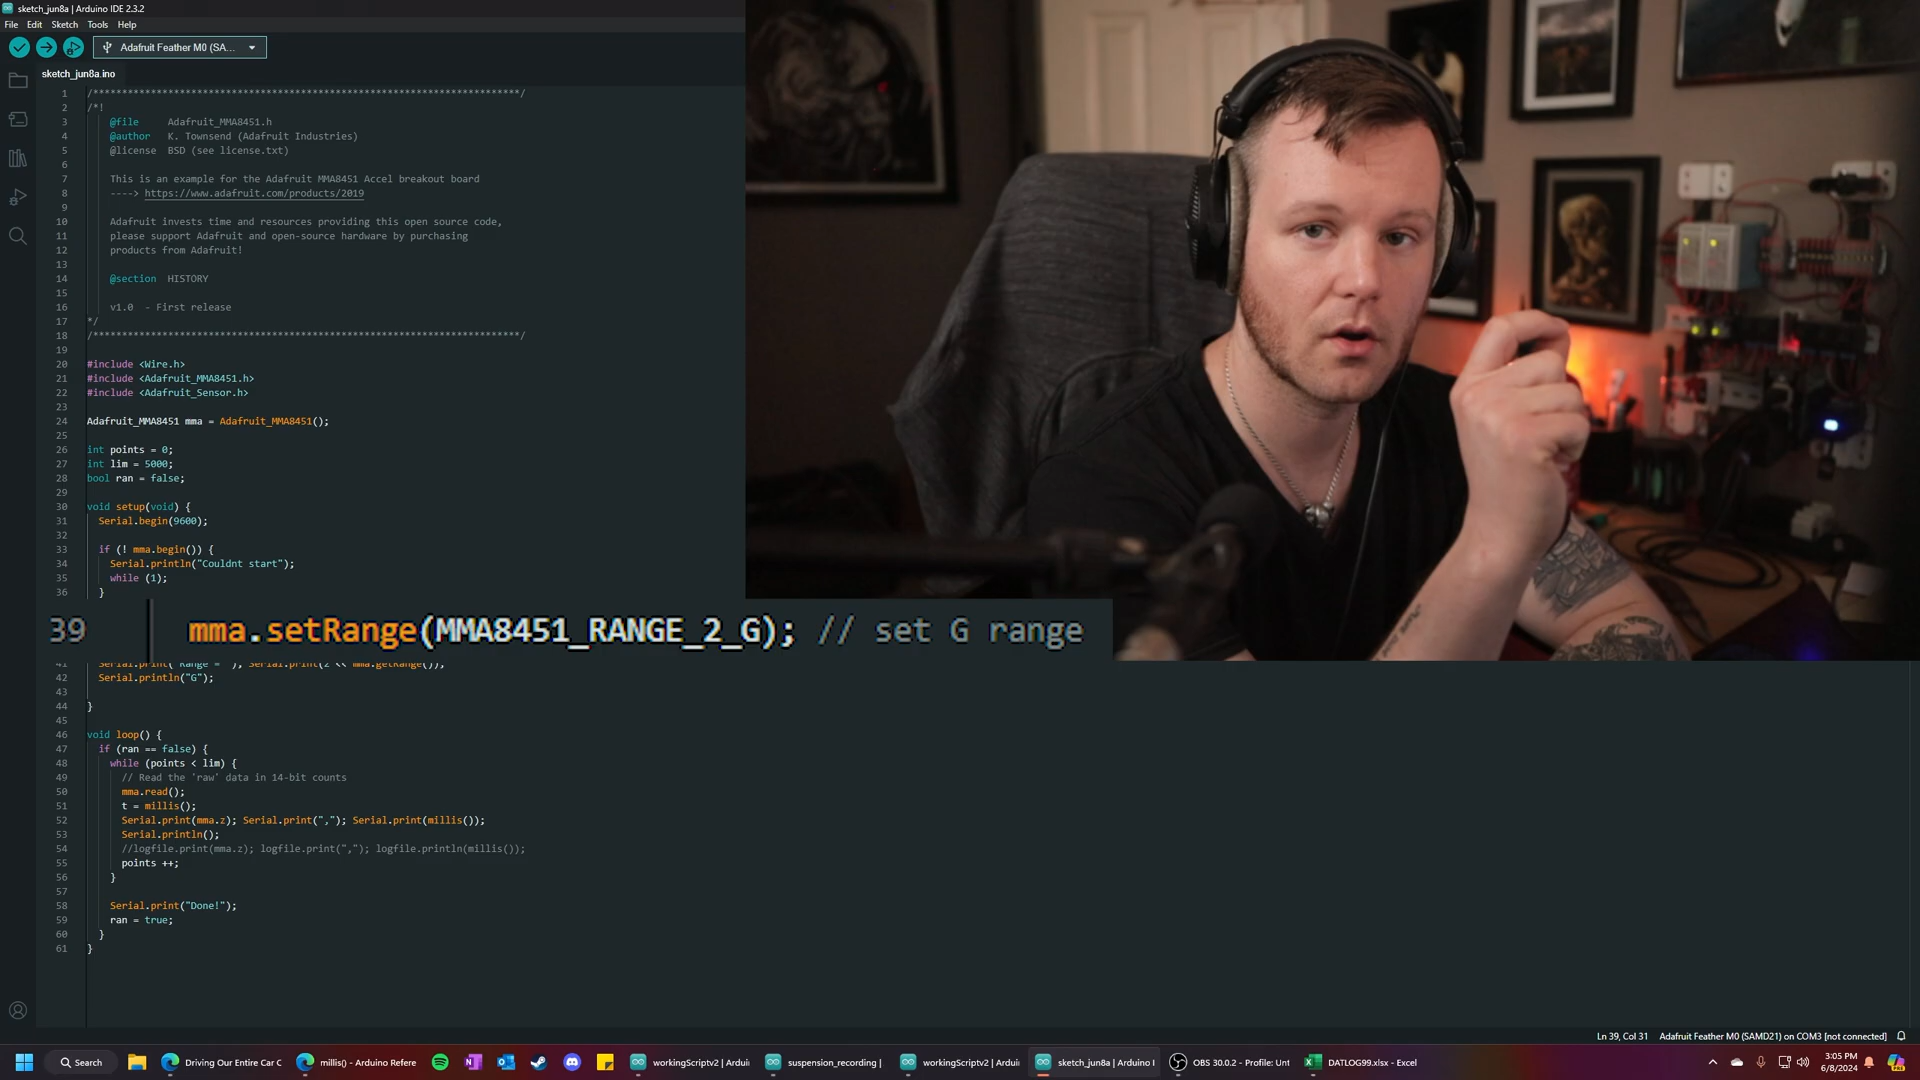 sketch_jun8a | Arduino IDE 2.3.2
File Edit Sketch Tools Help
Adafruit Feather M0 (SA...
sketch_jun8a.ino
1 /**************************************************************************/
2 /*!
3 @file Adafruit_MMA8451.h
4 @author K. Townsend (Adafruit Industries)
5 @license BSD (see license.txt)
6
7 This is an example for the Adafruit MMA8451 Accel breakout board
8 ----> https://www.adafruit.com/products/2019
9
10 Adafruit invests time and resources providing this open source code,
11 please support Adafruit and open-source hardware by purchasing
12 products from Adafruit!
13
14 @section HISTORY
15
16 v1.0 - First release
17 */
18 /**************************************************************************/
19
20 #include <Wire.h>
21 #include <Adafruit_MMA8451.h>
22 #include <Adafruit_Sensor.h>
23
24 Adafruit_MMA8451 mma = Adafruit_MMA8451();
25
26 int points = 0;
27 int lim = 5000;
28 bool ran = false;
29
30 void setup(void) {
31 Serial.begin(9600);
32
33 if (! mma.begin()) {
34 Serial.println("Couldnt start");
35 while (1);
36 }
39 mma.setRange(MMA8451_RANGE_2_G); // set G range
41 Serial.print("Range = "); Serial.print(2 << mma.getRange());
42 Serial.println("G");
43
44 }
45
46 void loop() {
47 if (ran == false) {
48 while (points < lim) {
49 // Read the 'raw' data in 14-bit counts
50 mma.read();
51 t = millis();
52 Serial.print(mma.z); Serial.print(","); Serial.print(millis());
53 Serial.println();
54 //logfile.print(mma.z); logfile.print(","); logfile.println(millis());
55 points ++;
56 }
57
58 Serial.print("Done!");
59 ran = true;
60 }
61 }
Ln 39, Col 31 Adafruit Feather M0 (SAMD21) on COM3 [not connected]
Search
Driving Our Entire Car C
millis() - Arduino Refere
workingScriptv2 | Ardui
suspension_recording |
workingScriptv2 | Ardui
sketch_jun8a | Arduino I
OBS 30.0.2 - Profile: Unt
DATLOG99.xlsx - Excel
3:05 PM
6/8/2024